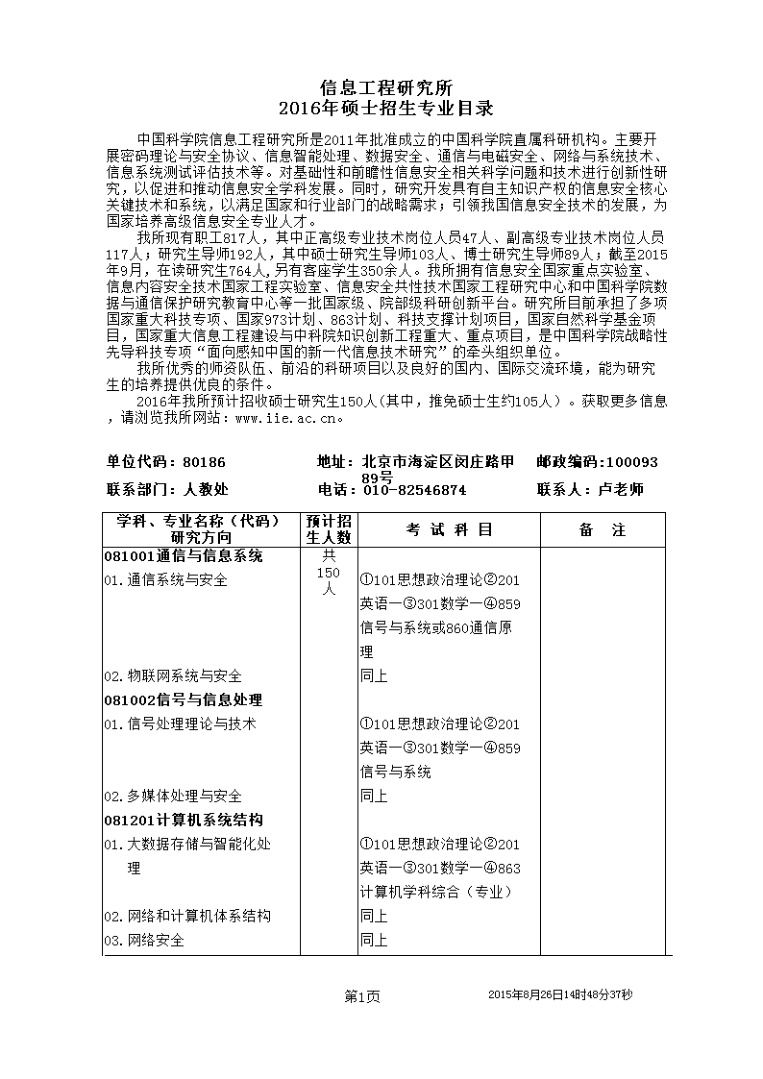 信息工程研究所
2016年硕士招生专业目录
中国科学院信息工程研究所是2011年批准成立的中国科学院直属科研机构。主要开
展密码理论与安全协议、信息智能处理、数据安全、通信与电磁安全、网络与系统技术、
信息系统测试评估技术等。对基础性和前瞻性信息安全相关科学问题和技术进行创新性研
究，以促进和推动信息安全学科发展。同时，研究开发具有自主知识产权的信息安全核心
关键技术和系统，以满足国家和行业部门的战略需求；引领我国信息安全技术的发展，为
国家培养高级信息安全专业人才。
我所现有职工817人，其中正高级专业技术岗位人员47人、副高级专业技术岗位人员
117人；研究生导师192人，其中硕士研究生导师103人、博士研究生导师89人；截至2015
年9月，在读研究生764人,另有客座学生350余人。我所拥有信息安全国家重点实验室、
信息内容安全技术国家工程实验室、信息安全共性技术国家工程研究中心和中国科学院数
据与通信保护研究教育中心等一批国家级、院部级科研创新平台。研究所目前承担了多项
国家重大科技专项、国家973计划、863计划、科技支撑计划项目，国家自然科学基金项
目，国家重大信息工程建设与中科院知识创新工程重大、重点项目，是中国科学院战略性
先导科技专项“面向感知中国的新一代信息技术研究”的牵头组织单位。
我所优秀的师资队伍、前沿的科研项目以及良好的国内、国际交流环境，能为研究
生的培养提供优良的条件。
2016年我所预计招收硕士研究生150人(其中，推免硕士生约105人）。获取更多信息
，请浏览我所网站：www.iie.ac.cn。
单位代码：80186 地址：北京市海淀区闵庄路甲 邮政编码:100093
89号
联系部门：人教处 电话：010-82546874 联系人：卢老师
学科、专业名称（代码） 预计招 考 试 科 目 备 注
研究方向 生人数
081001通信与信息系统 共
150
01.通信系统与安全 ①101思想政治理论②201
人
英语一③301数学一④859
信号与系统或860通信原
理
02.物联网系统与安全 同上
081002信号与信息处理
01.信号处理理论与技术 ①101思想政治理论②201
英语一③301数学一④859
信号与系统
02.多媒体处理与安全 同上
081201计算机系统结构
01.大数据存储与智能化处 ①101思想政治理论②201
理 英语一③301数学一④863
计算机学科综合（专业）
02.网络和计算机体系结构 同上
03.网络安全 同上
第1页 2015年8月26日14时48分37秒